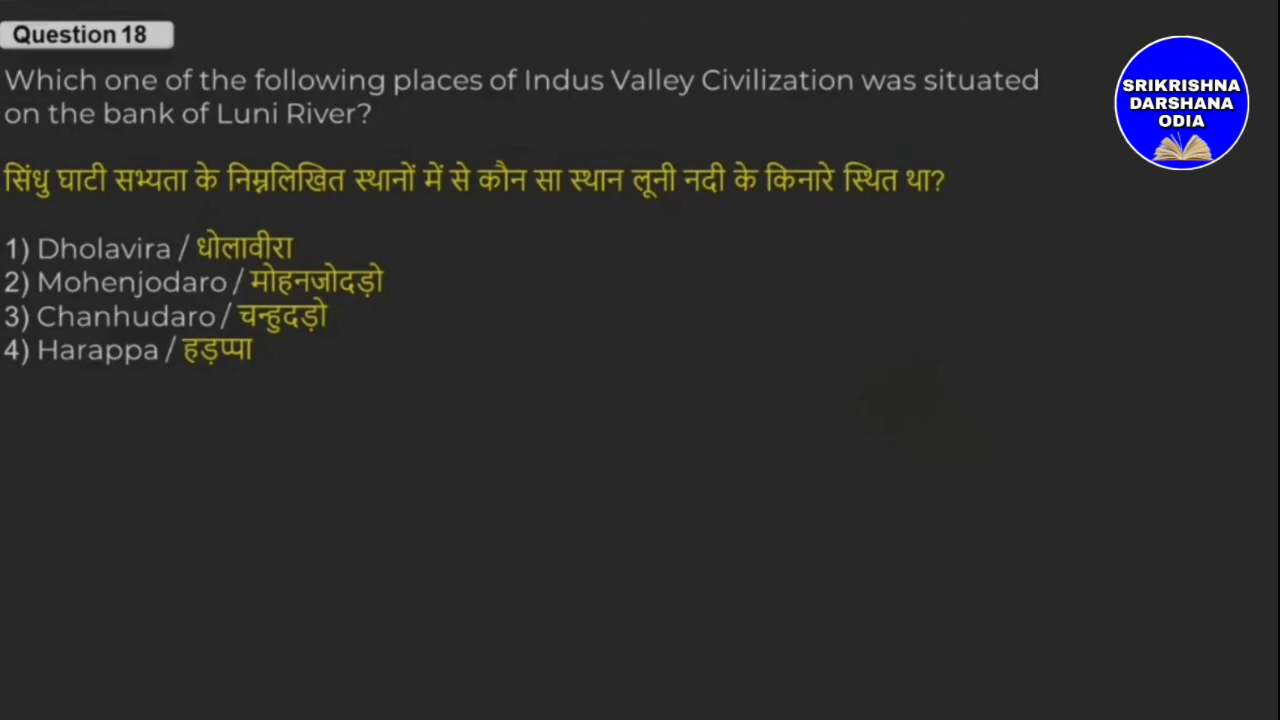 Question 18
Which one of the following places of Indus Valley Civilization was situated
on the bank of Luni River?
सिंधु घाटी सभ्यता के निम्नलिखित स्थानों में से कौन सा स्थान लूनी नदी के किनारे स्थित था?
1) Dholavira / धोलावीरा
2) Mohenjodaro / मोहनजोदड़ो
3) Chanhudaro / चन्हुदड़ो
4) Harappa / हड़प्पा
SRIKRISHNA
DARSHANA
ODIA